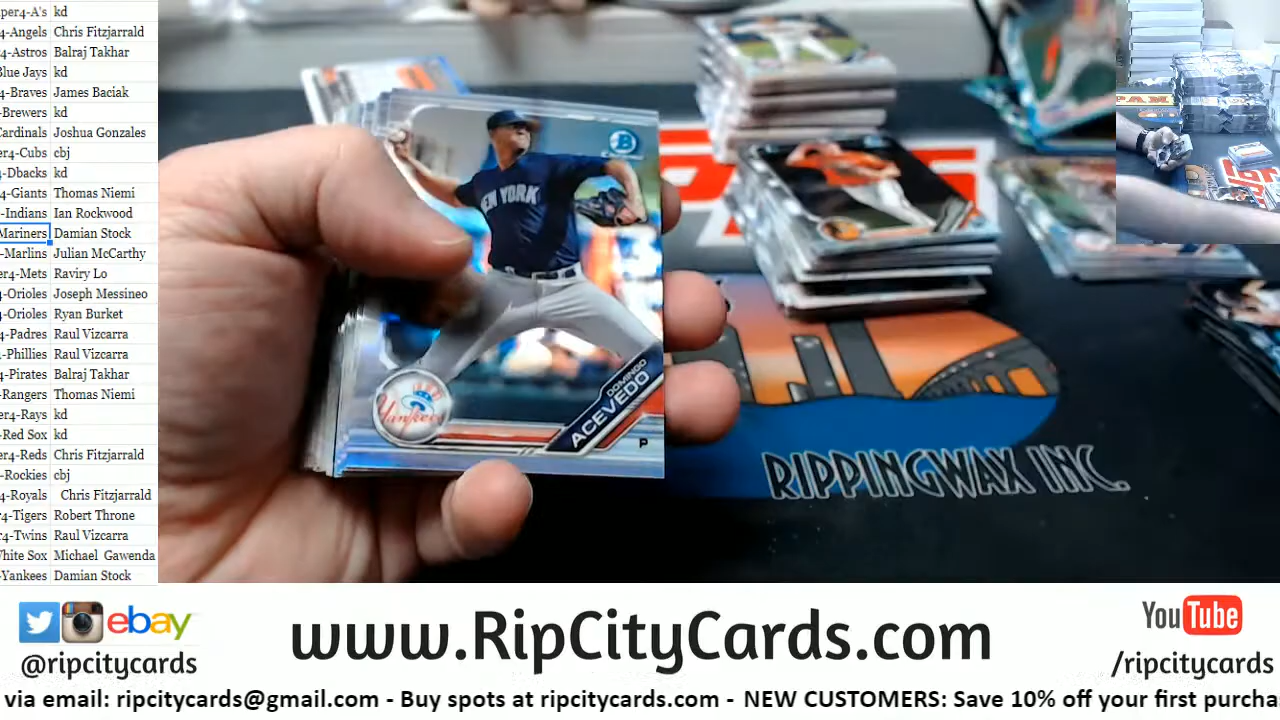 per4-A's kd
4-Angels Chris Fitzjarrald
4-Astros Balraj Takhar
Blue Jays kd
4-Braves James Baciak
-Brewers kd
Cardinals Joshua Gonzales
er4-Cubs cbj
4-Dbacks kd
4-Giants Thomas Niemi
-Indians Ian Rockwood
Mariners Damian Stock
-Marlins Julian McCarthy
er4-Mets Raviry Lo
4-Orioles Joseph Messineo
4-Orioles Ryan Burket
4-Padres Raul Vizcarra
-Phillies Raul Vizcarra
4-Pirates Balraj Takhar
-Rangers Thomas Niemi
er4-Rays kd
-Red Sox kd
er4-Reds Chris Fitzjarrald
-Rockies cbj
4-Royals Chris Fitzjarrald
r4-Tigers Robert Throne
r4-Twins Raul Vizcarra
White Sox Michael Gawenda
-Yankees Damian Stock
NEW YORK
Yankees
DOMINGO
ACEVEDO
P
RIPPINGWAX INC.
ebay
@ripcitycards
www.RipCityCards.com
YouTube
/ripcitycards
via email: ripcitycards@gmail.com - Buy spots at ripcitycards.com - NEW CUSTOMERS: Save 10% off your first purcha